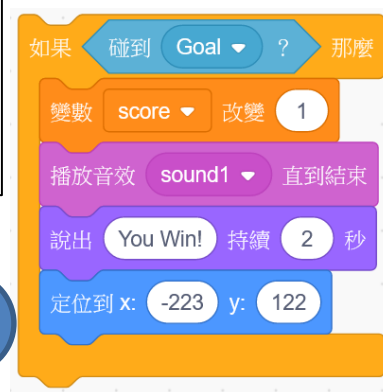 如果 碰到 Goal ? 那麼
變數 score 改變 1
播放音效 sound1 直到結束
說出 You Win! 持續 2 秒
定位到 x: -223 y: 122